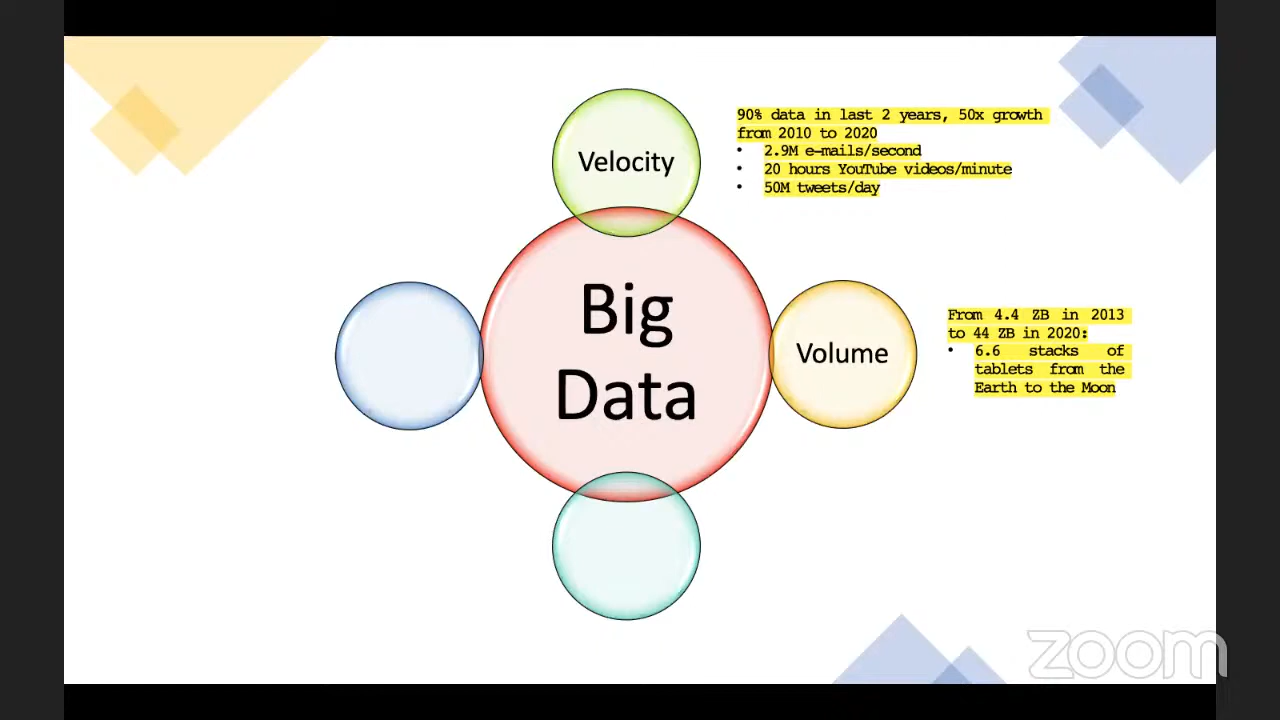 Velocity
90% data in last 2 years, 50x growth
from 2010 to 2020
• 2.9M e-mails/second
• 20 hours YouTube videos/minute
• 50M tweets/day
Big
Data
Volume
From 4.4 ZB in 2013
to 44 ZB in 2020:
• 6.6 stacks of
tablets from the
Earth to the Moon
zoom